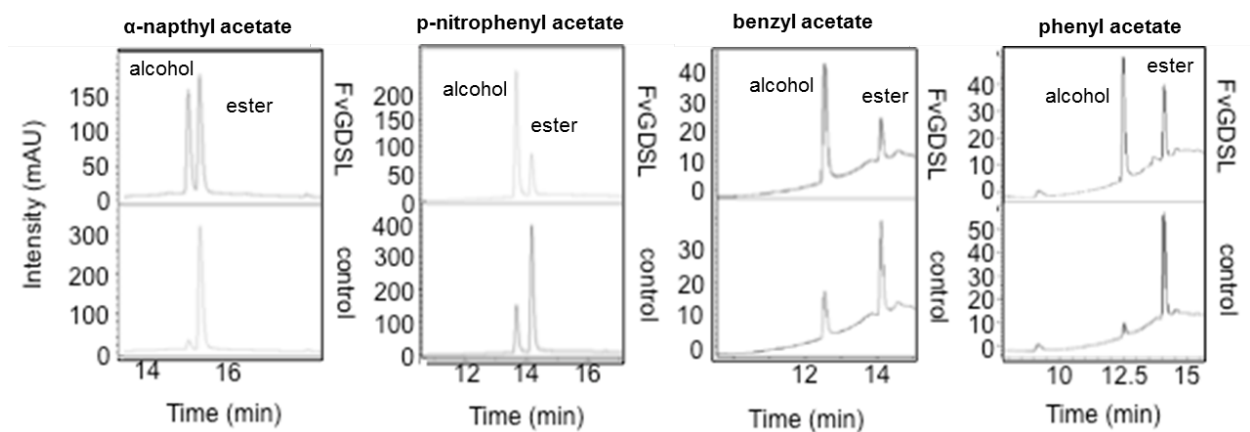 α-napthyl acetate
p-nitrophenyl acetate
benzyl acetate
phenyl acetate
Intensity (mAU)
alcohol
ester
150
100
50
0
FvGDSL
300
200
100
0
control
14 16
Time (min)
alcohol
ester
200
150
100
50
0
FvGDSL
400
300
200
100
0
control
12 14 16
Time (min)
alcohol
ester
40
30
20
10
0
FvGDSL
30
20
10
0
control
12 14
Time (min)
alcohol
ester
40
30
20
10
0
FvGDSL
50
40
30
20
10
0
control
10 12.5 15
Time (min)